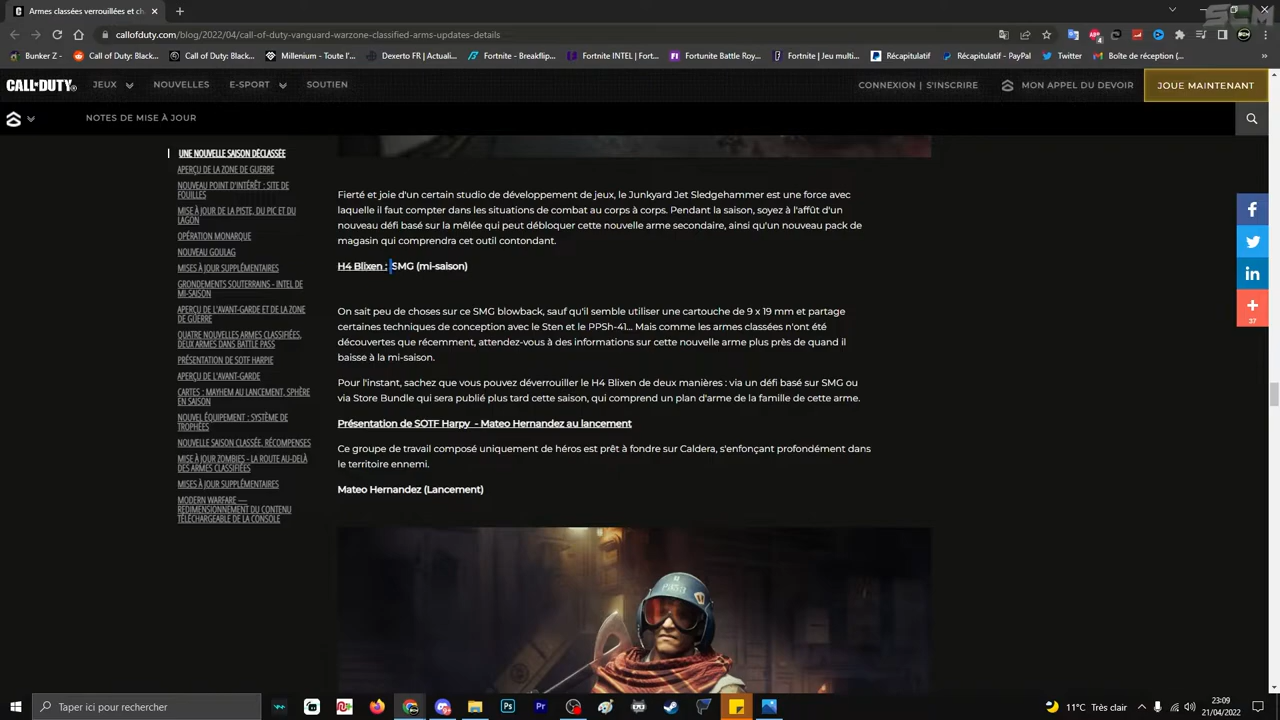 Armes classées verrouillées et ch
SCM
callofduty.com/blog/2022/04/call-of-duty-vanguard-warzone-classified-arms-updates-details
Bunker Z -
Call of Duty: Black...
Call of Duty: Black...
Millenium - Toute l...
Dexerto FR | Actuali...
Fortnite - Breakflip...
Fortnite INTEL | Fort...
Fortunite Battle Roy...
Fortnite | Jeu multi...
Récapitulatif
Récapitulatif - PayPal
Twitter
Boîte de réception (...
CALL OF DUTY
JEUX
NOUVELLES
E-SPORT
SOUTIEN
CONNEXION | S'INSCRIRE
MON APPEL DU DEVOIR
JOUE MAINTENANT
NOTES DE MISE À JOUR
UNE NOUVELLE SAISON DÉCLASSÉE
APERÇU DE LA ZONE DE GUERRE
NOUVEAU POINT D'INTÉRÊT : SITE DE
FOUILLES
MISE À JOUR DE LA PISTE, DU PIC ET DU
LAGON
OPÉRATION MONARQUE
NOUVEAU GOULAG
MISES À JOUR SUPPLÉMENTAIRES
GRONDEMENTS SOUTERRAINS - INTEL DE
MI-SAISON
APERÇU DE L'AVANT-GARDE ET DE LA ZONE
DE GUERRE
QUATRE NOUVELLES ARMES CLASSIFIÉES,
DEUX ARMES DANS BATTLE PASS
PRÉSENTATION DE SOTF HARPIE
APERÇU DE L'AVANT-GARDE
CARTES : MAYHEM AU LANCEMENT, SPHÈRE
EN SAISON
NOUVEL ÉQUIPEMENT : SYSTÈME DE
TROPHÉES
NOUVELLE SAISON CLASSÉE, RÉCOMPENSES
MISE À JOUR ZOMBIES - LA ROUTE AU-DELÀ
DES ARMES CLASSIFIÉES
MISES À JOUR SUPPLÉMENTAIRES
MODERN WARFARE —
REDIMENSIONNEMENT DU CONTENU
TÉLÉCHARGEABLE DE LA CONSOLE
Fierté et joie d'un certain studio de développement de jeux, le Junkyard Jet Sledgehammer est une force avec
laquelle il faut compter dans les situations de combat au corps à corps. Pendant la saison, soyez à l'affût d'un
nouveau défi basé sur la mêlée qui peut débloquer cette nouvelle arme secondaire, ainsi qu'un nouveau pack de
magasin qui comprendra cet outil contondant.
H4 Blixen : SMG (mi-saison)
On sait peu de choses sur ce SMG blowback, sauf qu'il semble utiliser une cartouche de 9 x 19 mm et partage
certaines techniques de conception avec le Sten et le PPSh-41... Mais comme les armes classées n'ont été
découvertes que récemment, attendez-vous à des informations sur cette nouvelle arme plus près de quand il
baisse à la mi-saison.
Pour l'instant, sachez que vous pouvez déverrouiller le H4 Blixen de deux manières : via un défi basé sur SMG ou
via Store Bundle qui sera publié plus tard cette saison, qui comprend un plan d'arme de la famille de cette arme.
Présentation de SOTF Harpy - Mateo Hernandez au lancement
Ce groupe de travail composé uniquement de héros est prêt à fondre sur Caldera, s'enfonçant profondément dans
le territoire ennemi.
Mateo Hernandez (Lancement)
37
Taper ici pour rechercher
11°C Très clair
23:09
21/04/2022